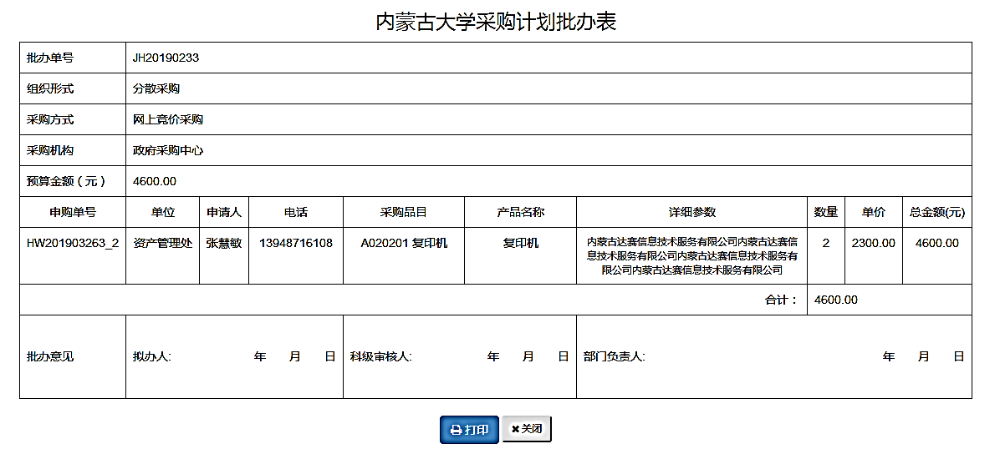 内蒙古大学采购计划批办表
批办单号 JH20190233
组织形式 分散采购
采购方式 网上竞价采购
采购机构 政府采购中心
预算金额（元） 4600.00
申购单号 单位 申请人 电话 采购品目 产品名称 详细参数 数量 单价 总金额(元)
HW201903263_2 资产管理处 张慧敏 13948716108 A020201 复印机 复印机 内蒙古达赛信息技术服务有限公司内蒙古达赛信 2 2300.00 4600.00
息技术服务有限公司内蒙古达赛信息技术服务有
限公司内蒙古达赛信息技术服务有限公司
合计： 4600.00
批办意见 拟办人: 年 月 日 科级审核人: 年 月 日 部门负责人: 年 月 日
打印 关闭